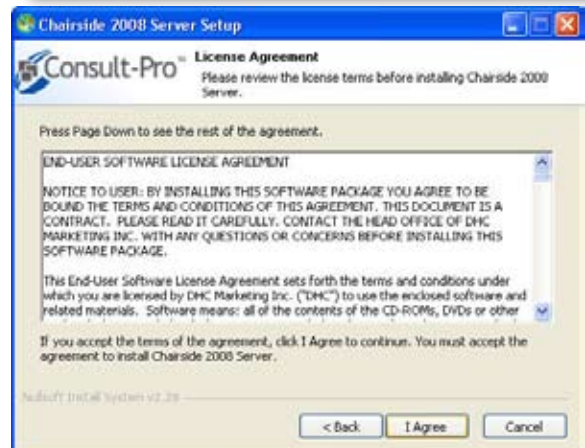 Chairside 2008 Server Setup
Consult-Pro™
License Agreement
Please review the license terms before installing Chairside 2008
Server.
Press Page Down to see the rest of the agreement.
END-USER SOFTWARE LICENSE AGREEMENT
NOTICE TO USER: BY INSTALLING THIS SOFTWARE PACKAGE YOU AGREE TO BE
BOUND THE TERMS AND CONDITIONS OF THIS AGREEMENT. THIS DOCUMENT IS A
CONTRACT. PLEASE READ IT CAREFULLY. CONTACT THE HEAD OFFICE OF DHC
MARKETING INC. WITH ANY QUESTIONS OR CONCERNS BEFORE INSTALLING THIS
SOFTWARE PACKAGE.
This End-User Software License Agreement sets forth the terms and conditions under
which you are licensed by DHC Marketing Inc. ("DHC") to use the enclosed software and
related materials. Software means: all of the contents of the CD-ROMs, DVDs or other
If you accept the terms of the agreement, click I Agree to continue. You must accept the
agreement to install Chairside 2008 Server.
Nullsoft Install System v2.28
< Back
I Agree
Cancel